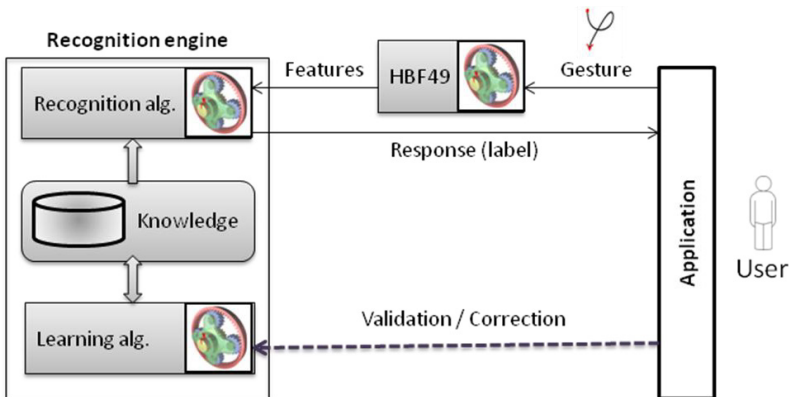 Recognition engine
Recognition alg.
Features
HBF49
Gesture
Response (label)
Knowledge
Application
User
Learning alg.
Validation / Correction